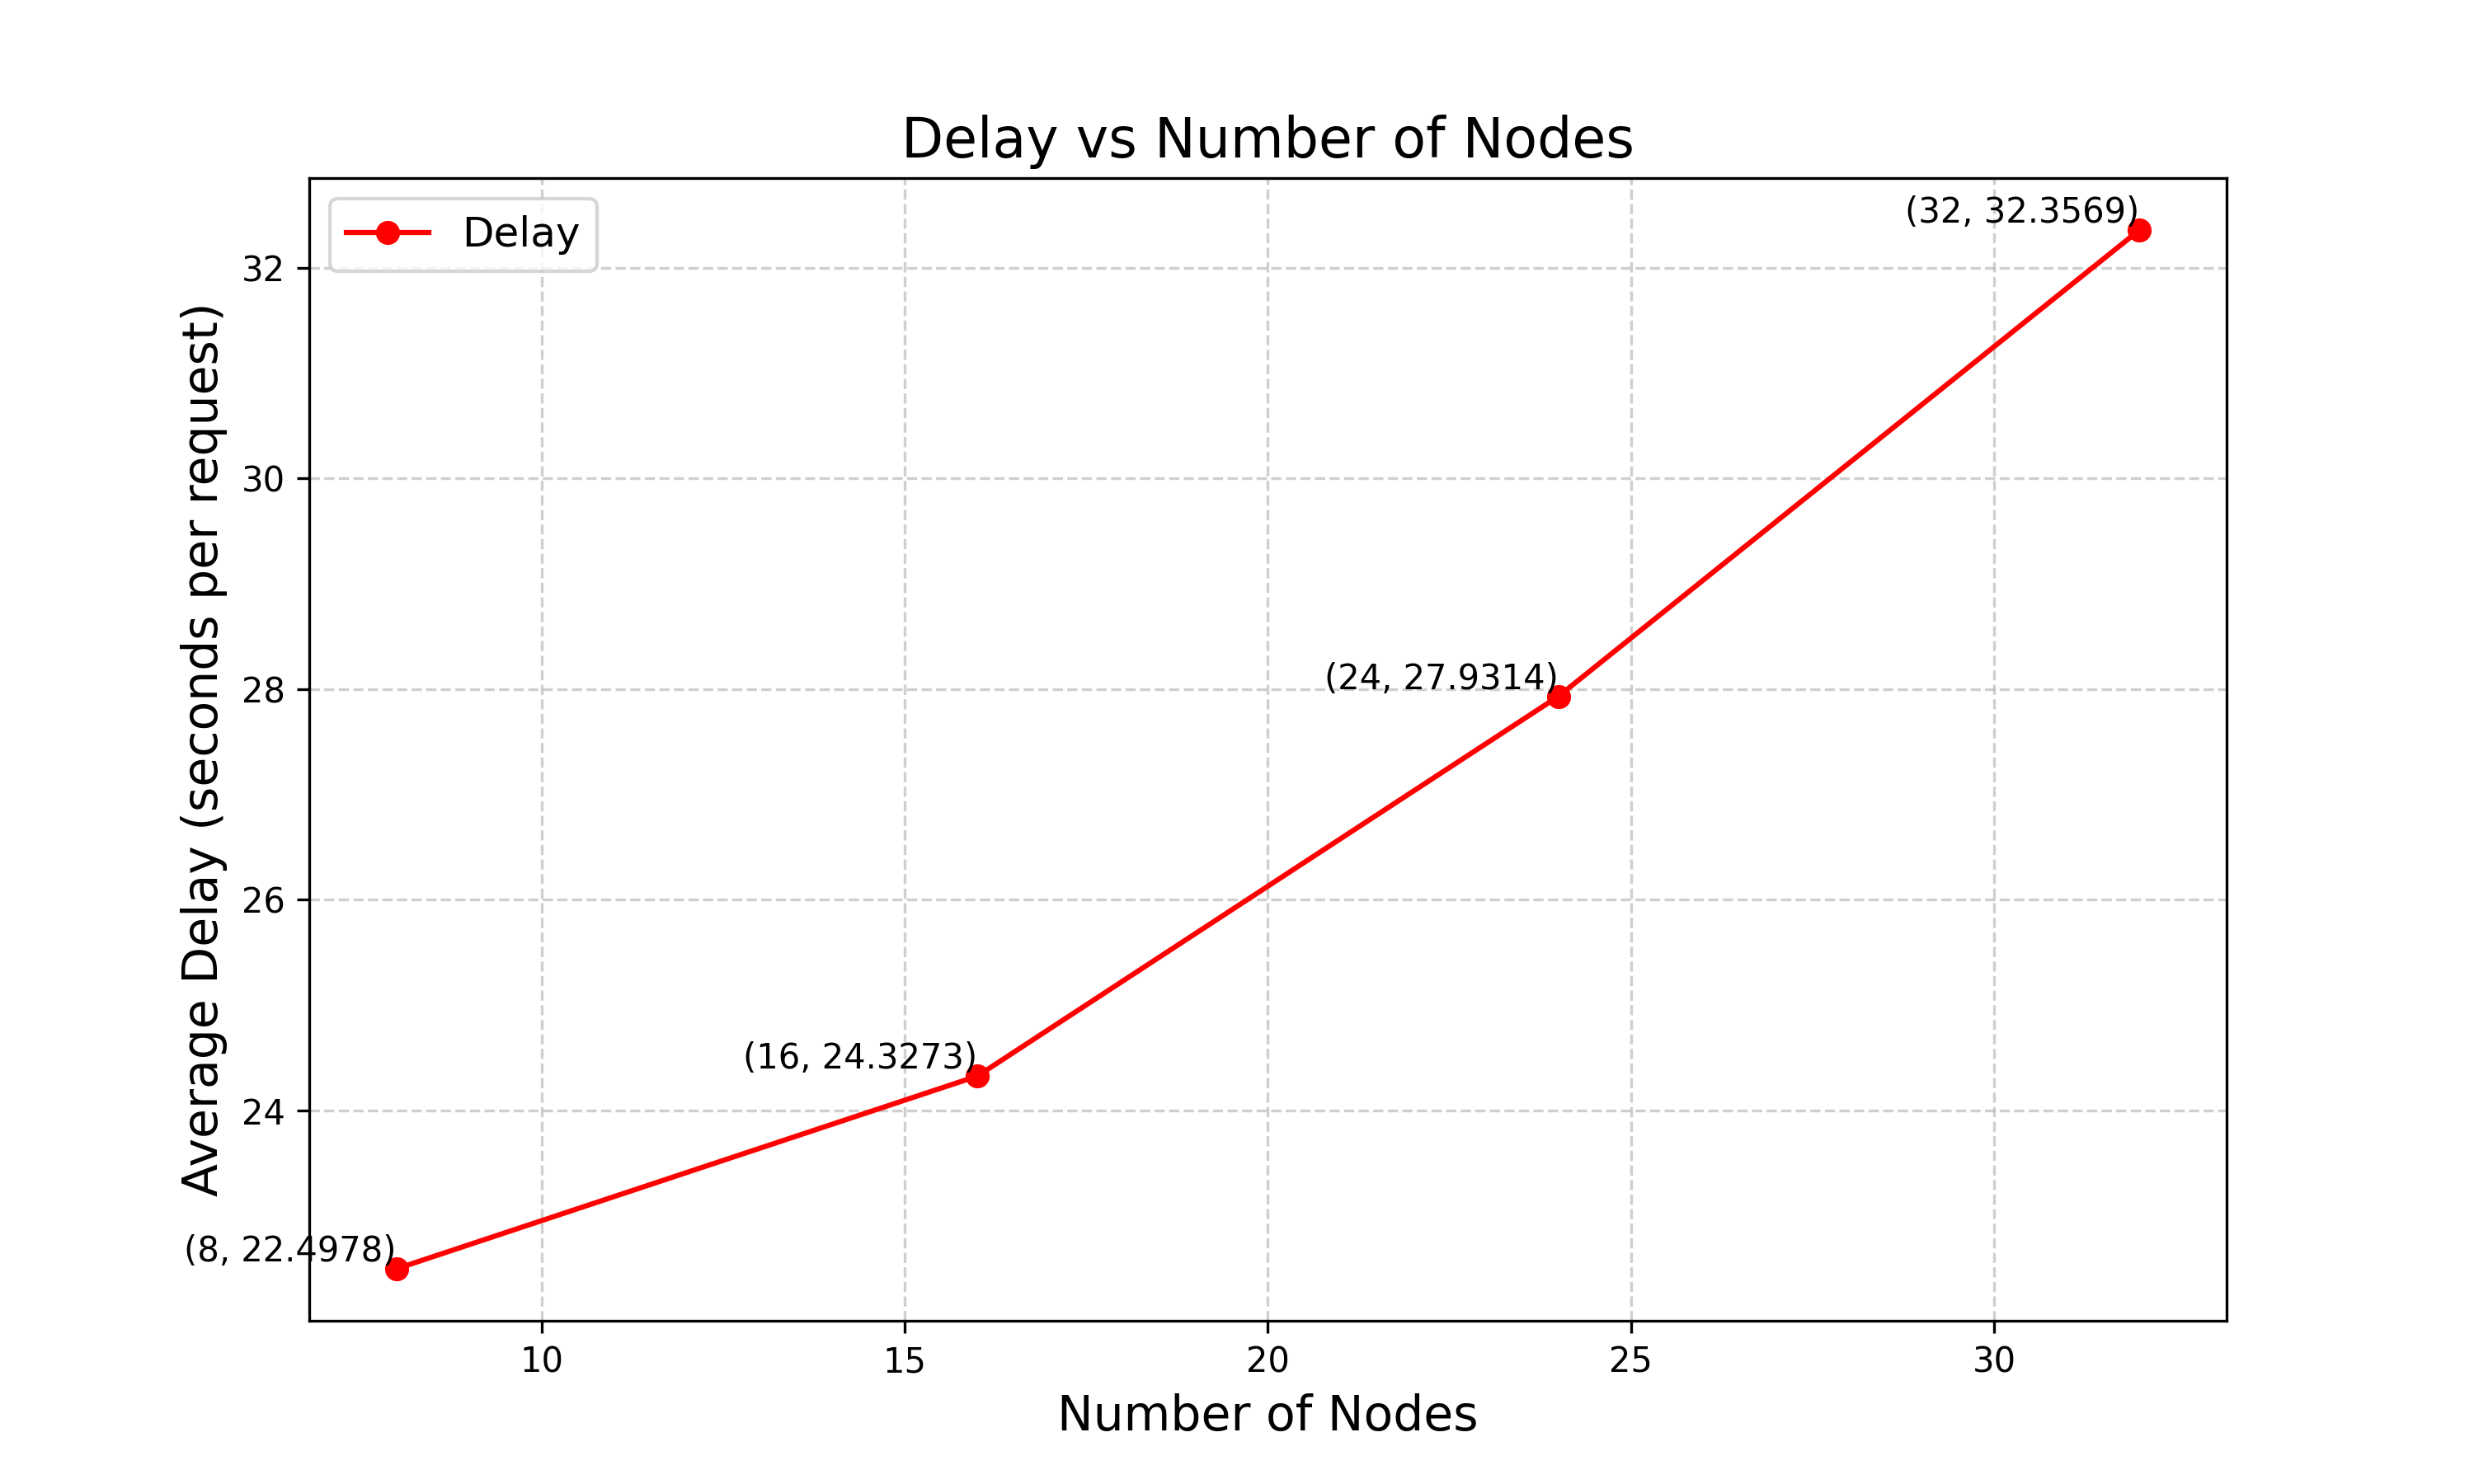 Delay vs Number of Nodes
Delay
(32, 32.3569)
32
30
(24, 27.9314)
28
26
(16, 24.3273)
24
(8, 22.4978)
Average Delay (seconds per request)
10 15 20 25 30
Number of Nodes